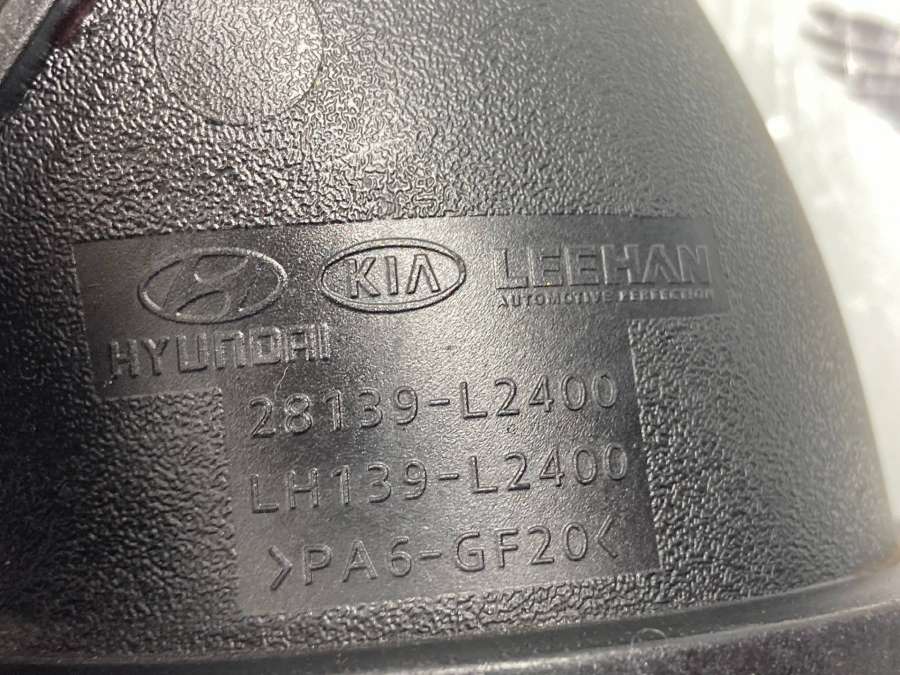 KIA LEEHAN
AUTOMOTIVE PERFECTION
HYUNDAI
28139-L2400
LH139-L2400
>PA6-GF20<